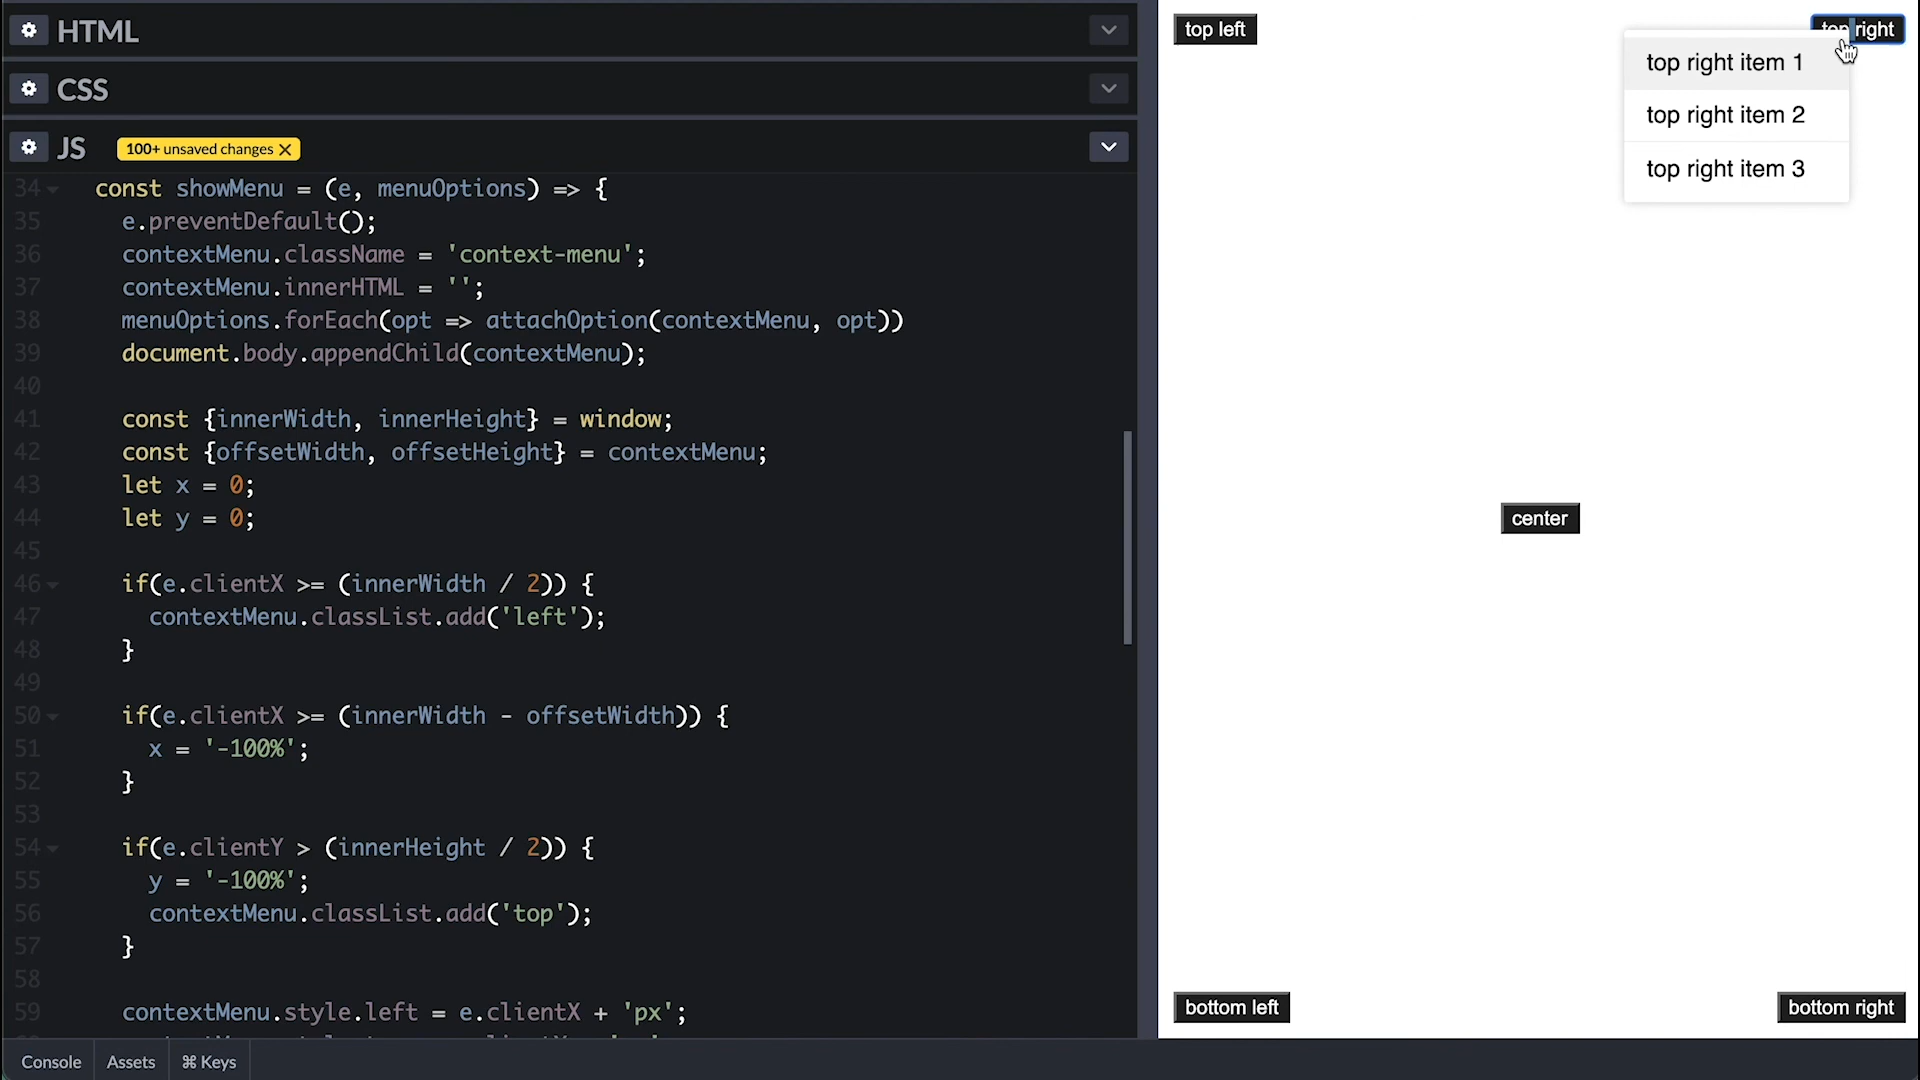 HTML
CSS
JS
100+ unsaved changes ×
34 const showMenu = (e, menuOptions) => {
35 e.preventDefault();
36 contextMenu.className = 'context-menu';
37 contextMenu.innerHTML = '';
38 menuOptions.forEach(opt => attachOption(contextMenu, opt))
39 document.body.appendChild(contextMenu);
40
41 const {innerWidth, innerHeight} = window;
42 const {offsetWidth, offsetHeight} = contextMenu;
43 let x = 0;
44 let y = 0;
45
46 if(e.clientX >= (innerWidth / 2)) {
47 contextMenu.classList.add('left');
48 }
49
50 if(e.clientX >= (innerWidth - offsetWidth)) {
51 x = '-100%';
52 }
53
54 if(e.clientY > (innerHeight / 2)) {
55 y = '-100%';
56 contextMenu.classList.add('top');
57 }
58
59 contextMenu.style.left = e.clientX + 'px';
Console
Assets
⌘ Keys
top left
top right
top right item 1
top right item 2
top right item 3
center
bottom left
bottom right